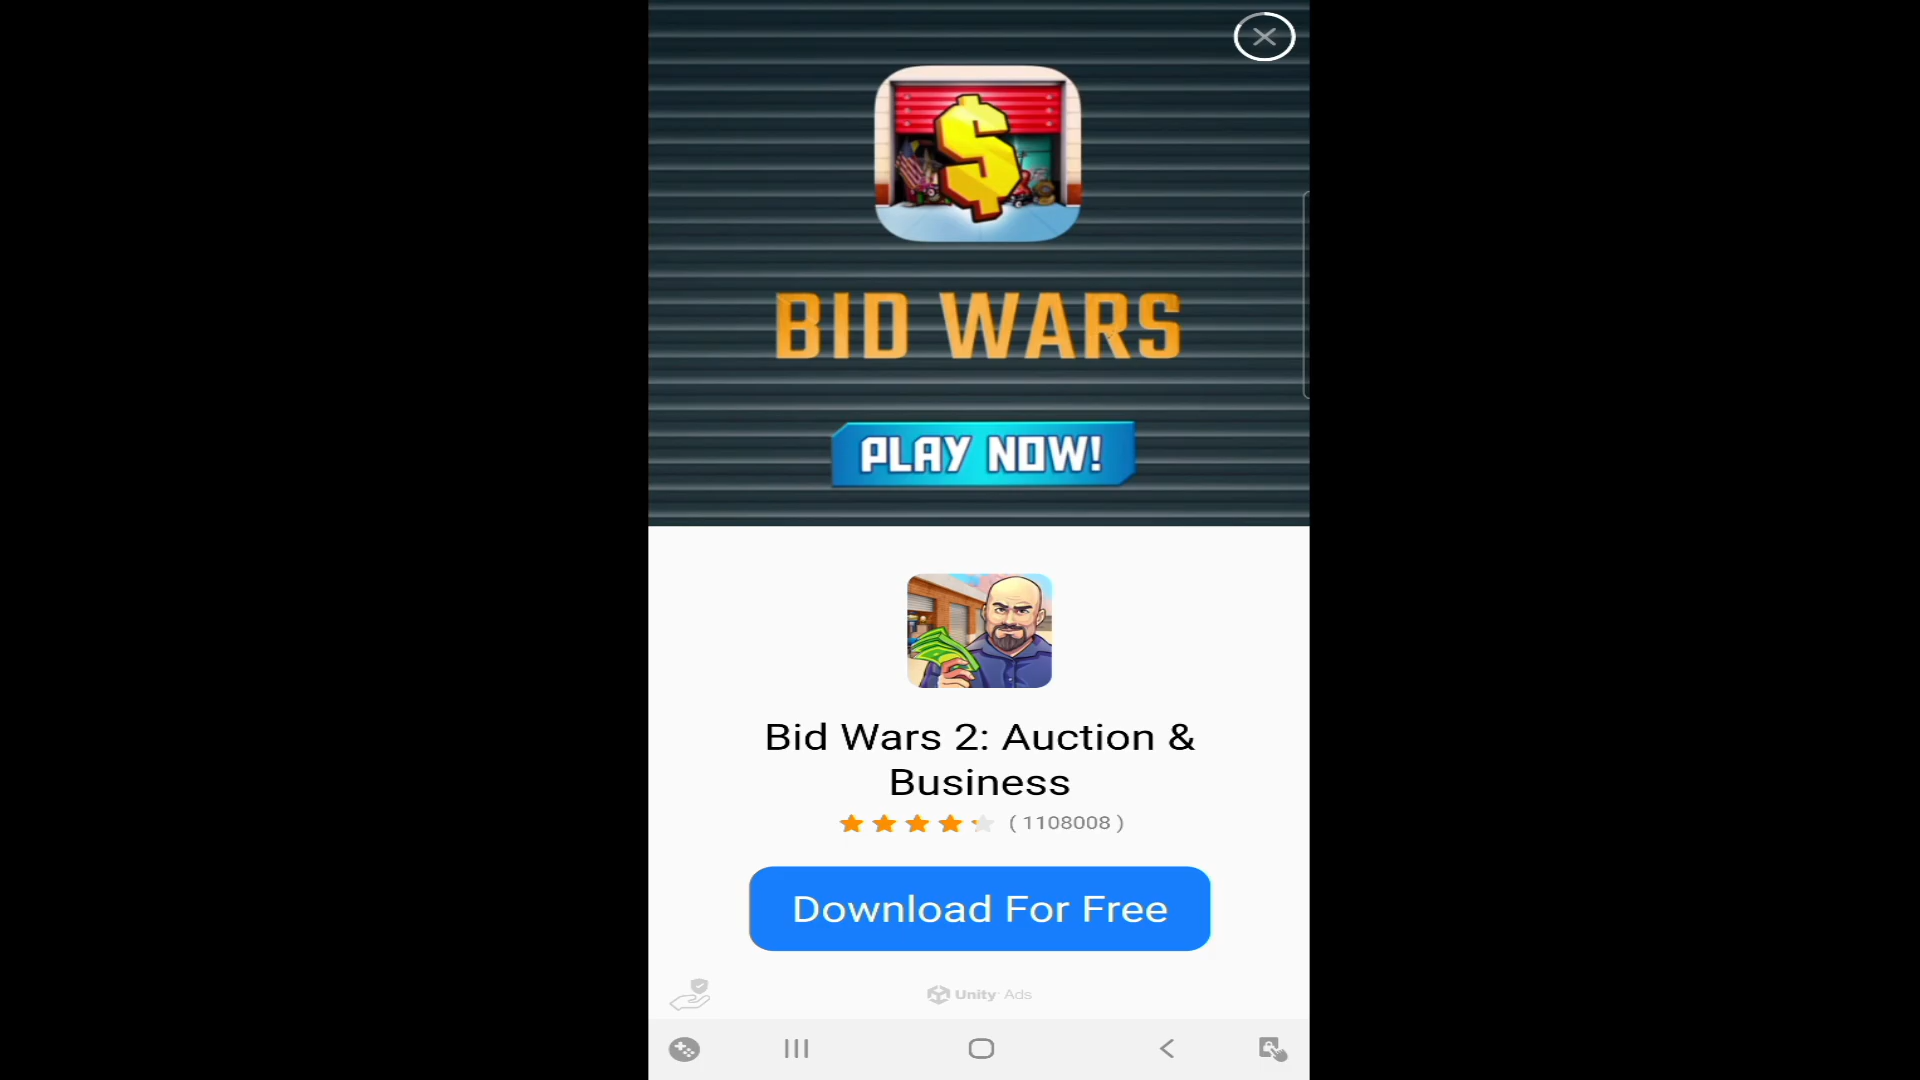 BID WARS
PLAY NOW!
Bid Wars 2: Auction &
Business
( 1108008 )
Download For Free
Unity Ads